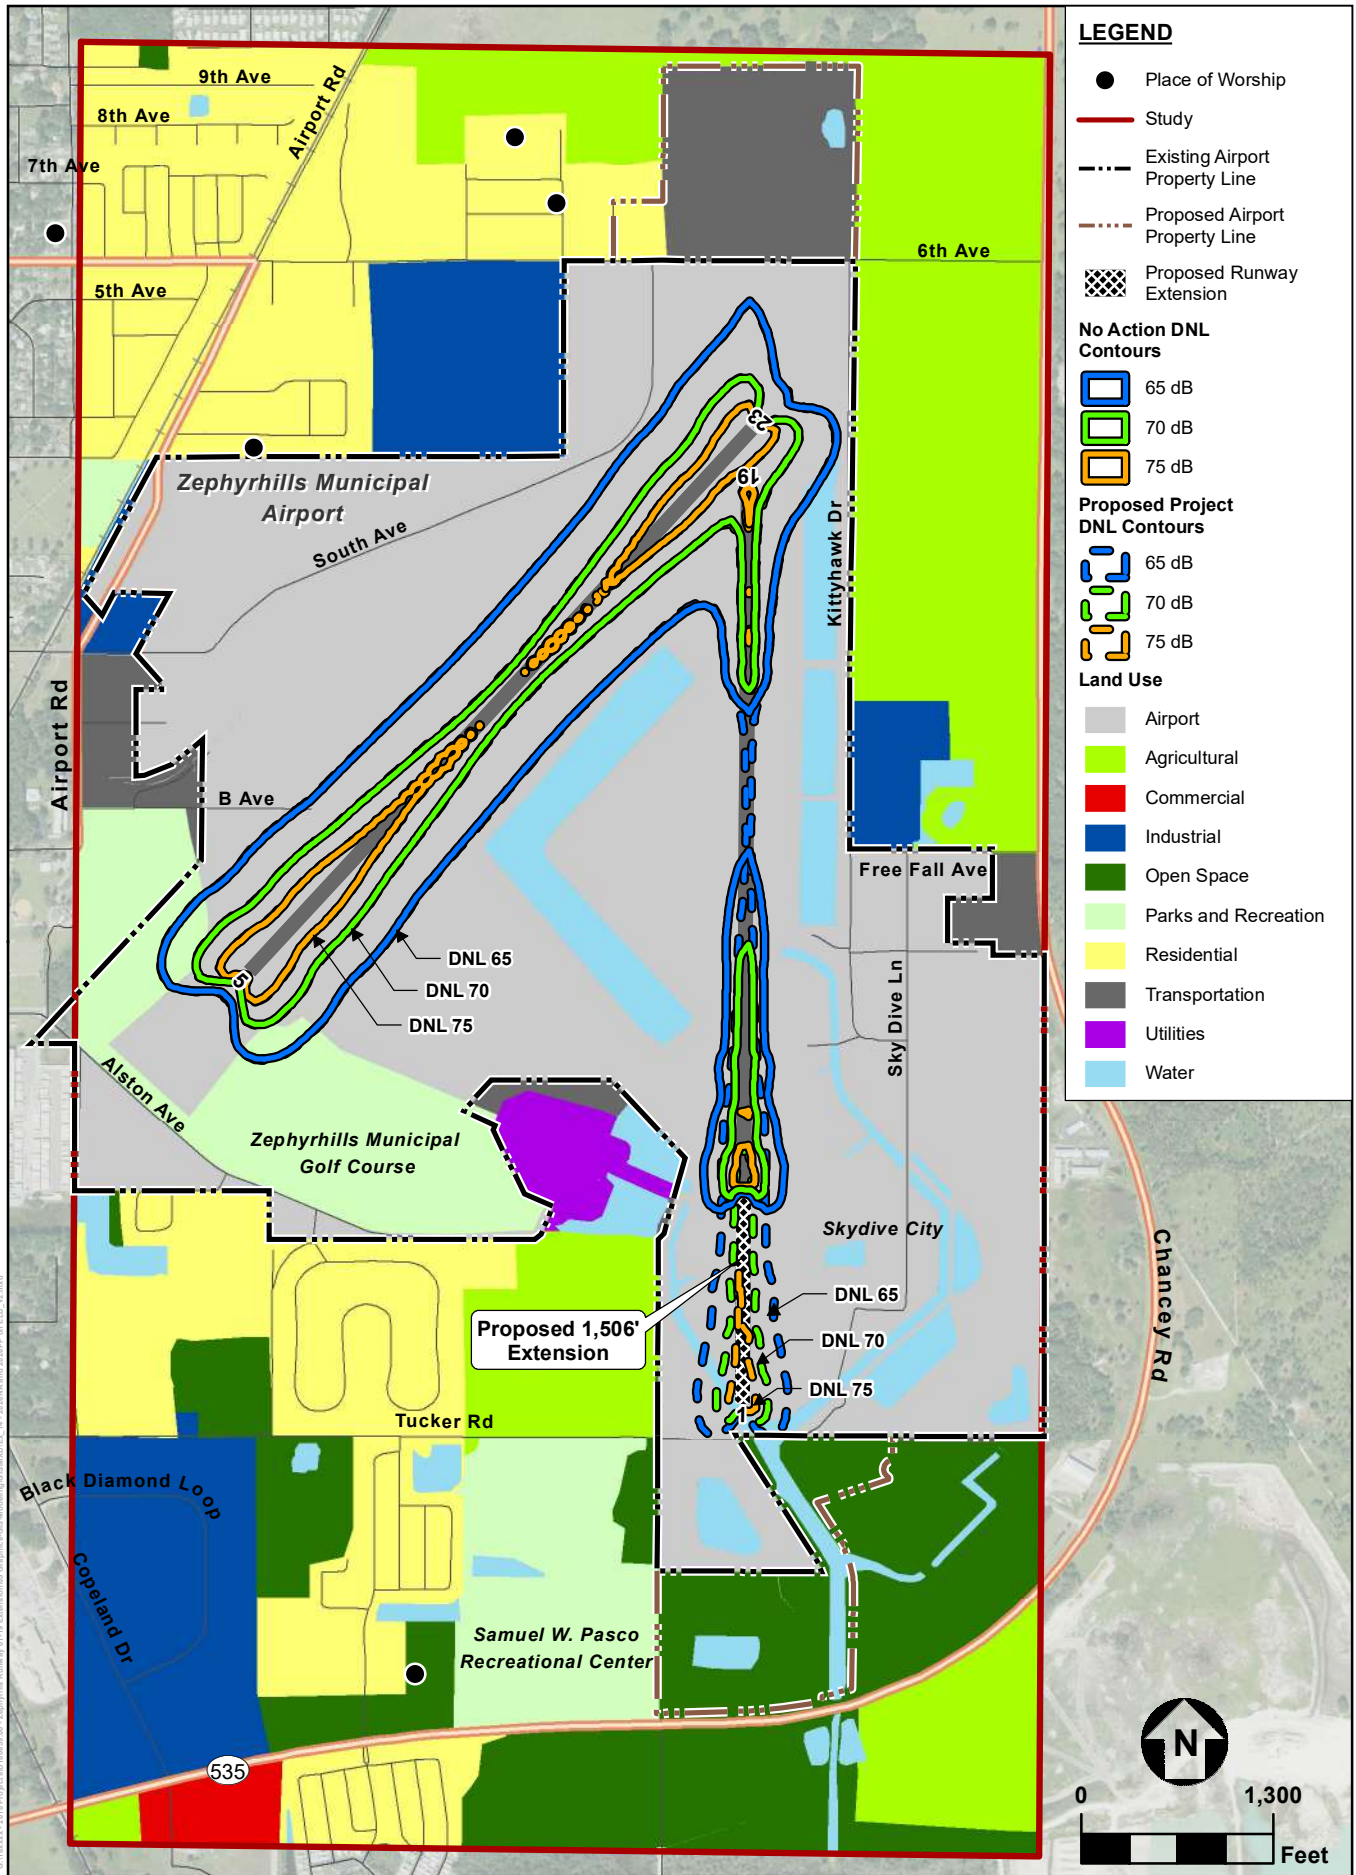 9th Ave
8th Ave
7th Ave
Airport Rd
6th Ave
5th Ave
Zephyrhills Municipal
Airport
South Ave
23
19
Kittyhawk Dr
Airport Rd
B Ave
Free Fall Ave
5
DNL 65
DNL 70
DNL 75
Sky Dive Ln
Alston Ave
Zephyrhills Municipal
Golf Course
Skydive City
Chancey Rd
Proposed 1,506'
Extension
DNL 65
DNL 70
DNL 75
1
Tucker Rd
Black Diamond Loop
Copeland Dr
Samuel W. Pasco
Recreational Center
535
LEGEND
Place of Worship
Study
Existing Airport
Property Line
Proposed Airport
Property Line
Proposed Runway
Extension
No Action DNL
Contours
65 dB
70 dB
75 dB
Proposed Project
DNL Contours
65 dB
70 dB
75 dB
Land Use
Airport
Agricultural
Commercial
Industrial
Open Space
Parks and Recreation
Residential
Transportation
Utilities
Water
N
0 1,300
Feet